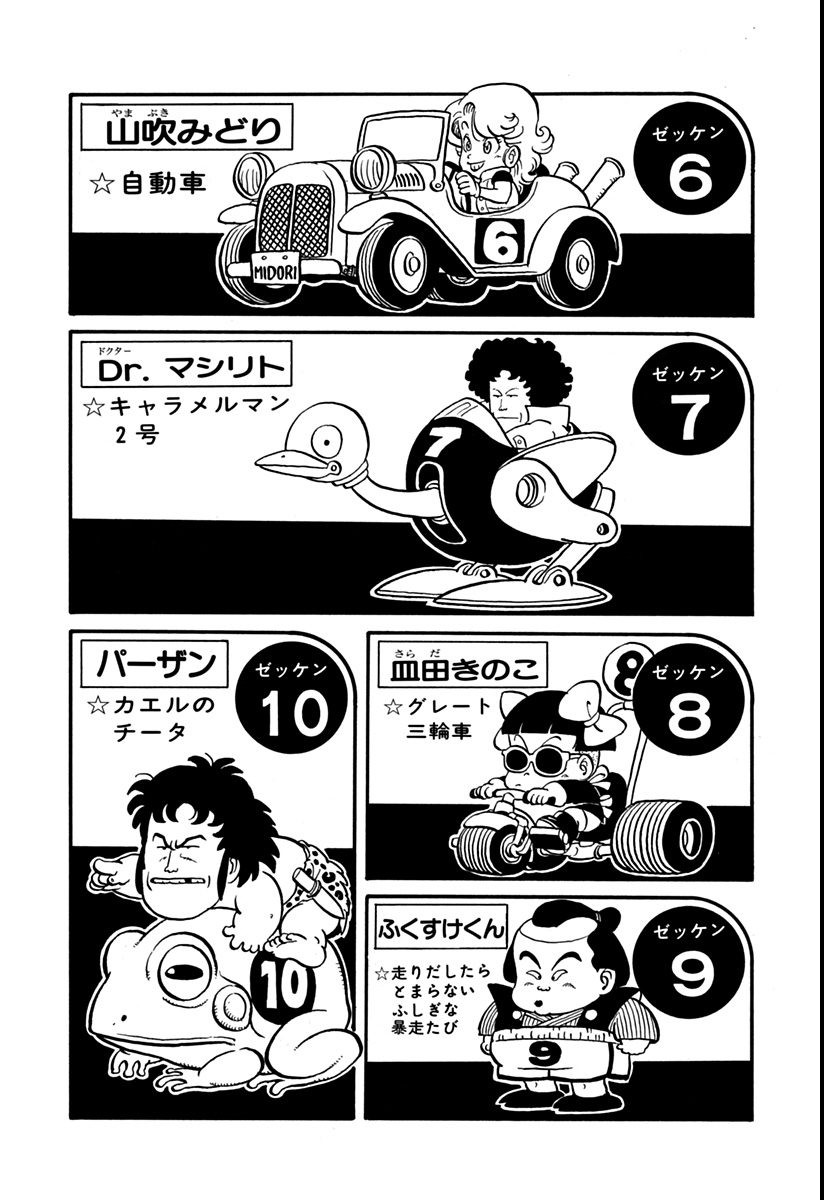 山吹みどり
やまぶき
☆自動車
ゼッケン
6
6
MIDORI
Dr. マシリト
ドクター
☆キャラメルマン
2号
ゼッケン
7
7
パーザン
☆カエルの
チータ
ゼッケン
10
10
皿田きのこ
さらだ
☆グレート
三輪車
ゼッケン
8
8
ふくすけくん
☆走りだしたら
とまらない
ふしぎな
暴走たび
ゼッケン
9
9